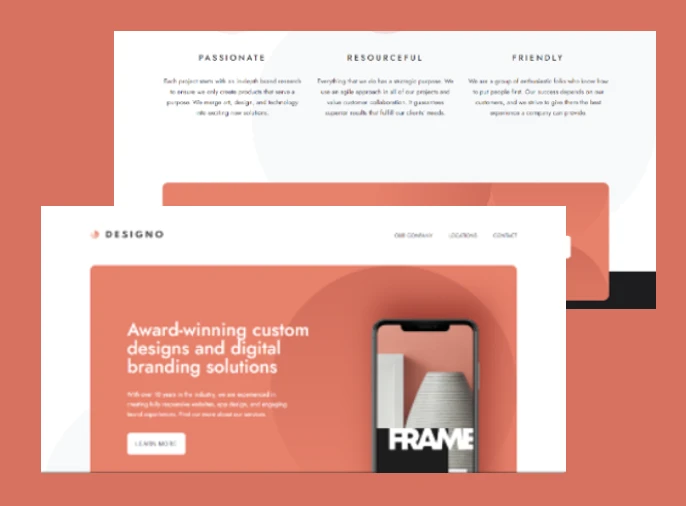 PASSIONATE
Each project starts with an in-depth brand research
to ensure we only create products that serve a
purpose. We merge art, design, and technology
into exciting new solutions.
RESOURCEFUL
Everything that we do has a strategic purpose. We
use an agile approach in all of our projects and
value customer collaboration. It guarantees
superior results that fulfill our clients' needs.
FRIENDLY
We are a group of enthusiastic folks who know how
to put people first. Our success depends on our
customers, and we strive to give them the best
experience a company can provide.
DESIGNO
OUR COMPANY LOCATIONS CONTACT
Award-winning custom
designs and digital
branding solutions
With over 10 years in the industry, we are experienced in
creating fully responsive websites, app design, and engaging
brand experiences. Find out more about our services.
LEARN MORE
FRAME